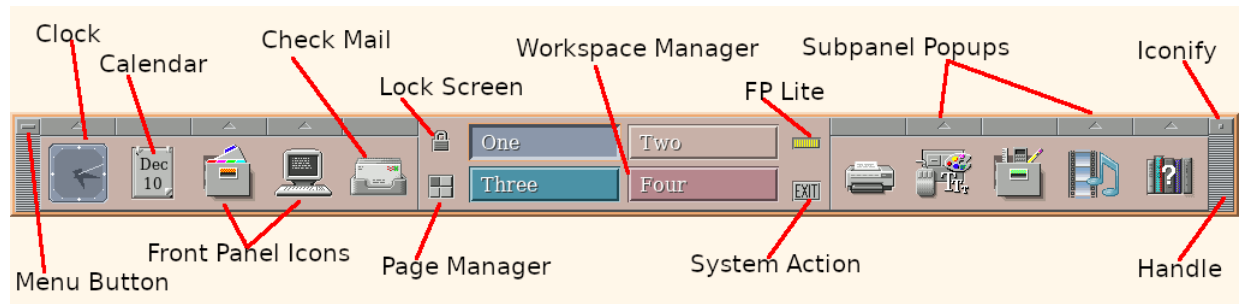 Clock
Calendar
Check Mail
Lock Screen
Workspace Manager
FP Lite
Subpanel Popups
Iconify
Dec
10
One
Two
Three
Four
EXIT
?
TTr
Menu Button
Front Panel Icons
Page Manager
System Action
Handle